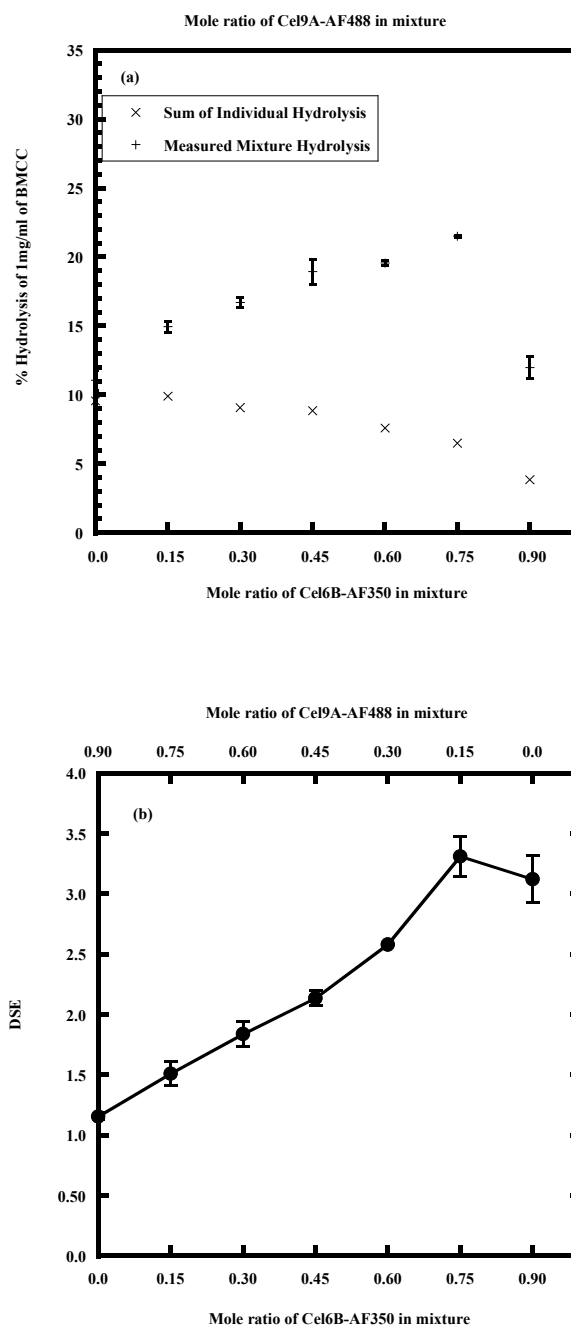 Mole ratio of Cel9A-AF488 in mixture
35
(a)
× Sum of Individual Hydrolysis
30
+ Measured Mixture Hydrolysis
25
20
15
10
5
0
% Hydrolysis of 1mg/ml of BMCC
0.0 0.15 0.30 0.45 0.60 0.75 0.90
Mole ratio of Cel6B-AF350 in mixture
Mole ratio of Cel9A-AF488 in mixture
0.90 0.75 0.60 0.45 0.30 0.15 0.0
4.0
(b)
3.5
3.0
2.5
2.0
1.5
1.0
0.50
0.0
DSE
0.0 0.15 0.30 0.45 0.60 0.75 0.90
Mole ratio of Cel6B-AF350 in mixture